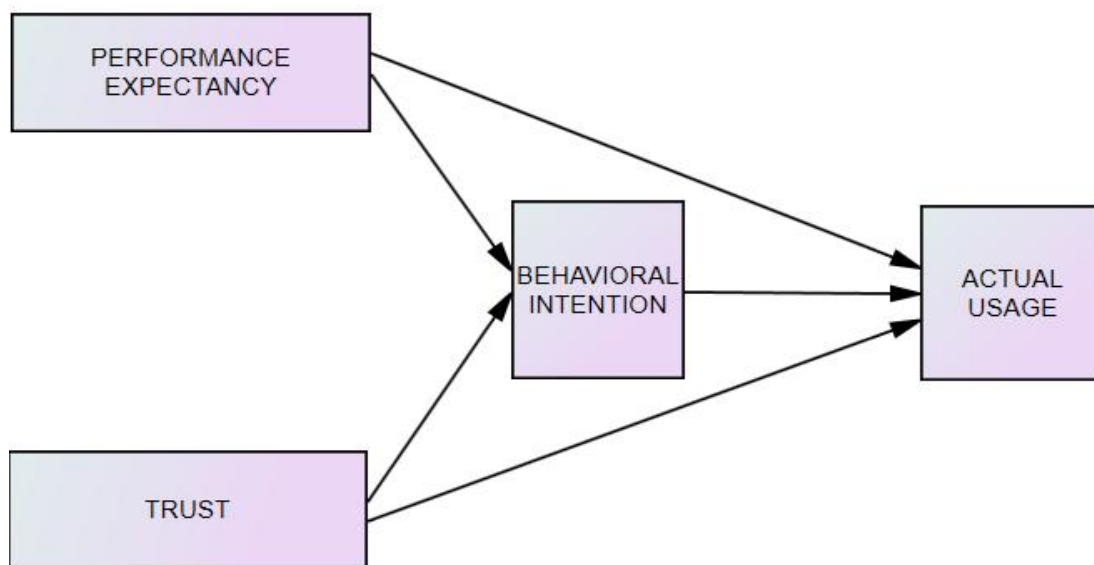 PERFORMANCE
EXPECTANCY
BEHAVIORAL
INTENTION
ACTUAL
USAGE
TRUST